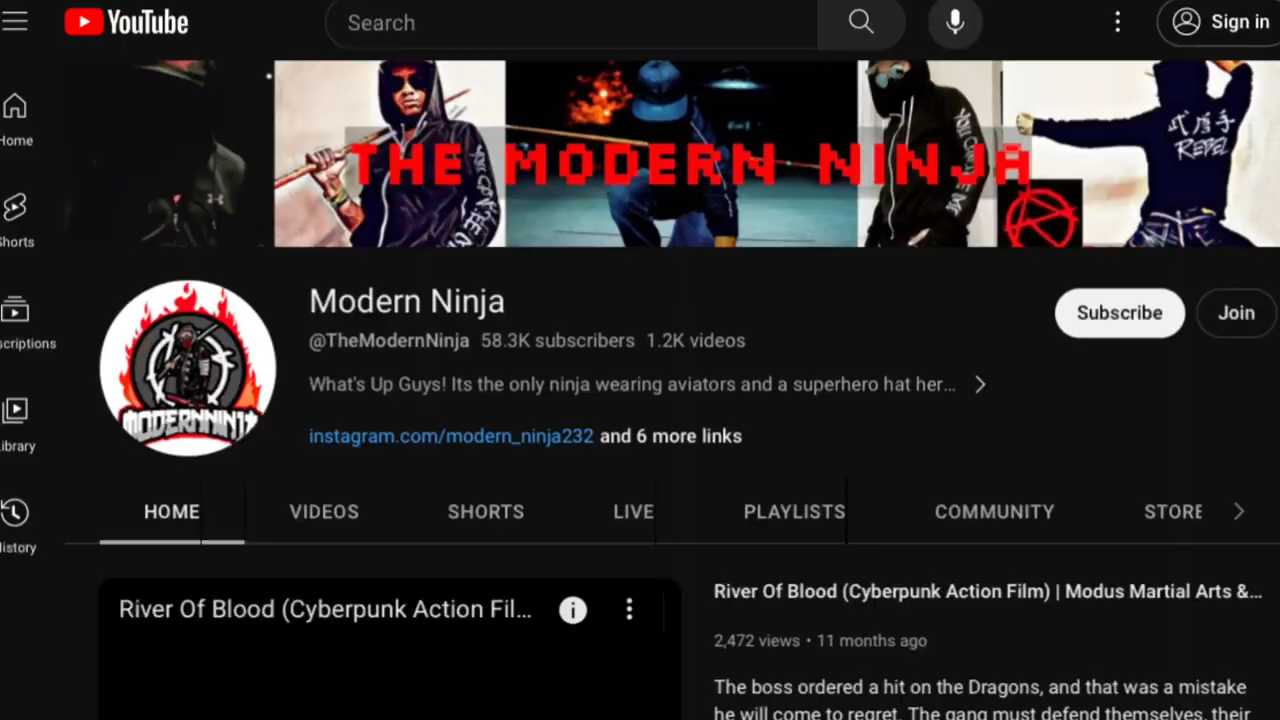 YouTube
Search
Sign in
Home
Shorts
scriptions
ibrary
istory
THE MODERN NINJA
REBEL
Modern Ninja
@TheModernNinja 58.3K subscribers 1.2K videos
What's Up Guys! Its the only ninja wearing aviators and a superhero hat her...
instagram.com/modern_ninja232 and 6 more links
Subscribe
Join
MODERNNINJA
HOME VIDEOS SHORTS LIVE PLAYLISTS COMMUNITY STORE
River Of Blood (Cyberpunk Action Fil...
River Of Blood (Cyberpunk Action Film) | Modus Martial Arts &...
2,472 views • 11 months ago
The boss ordered a hit on the Dragons, and that was a mistake
he will come to regret. The gang must defend themselves, their